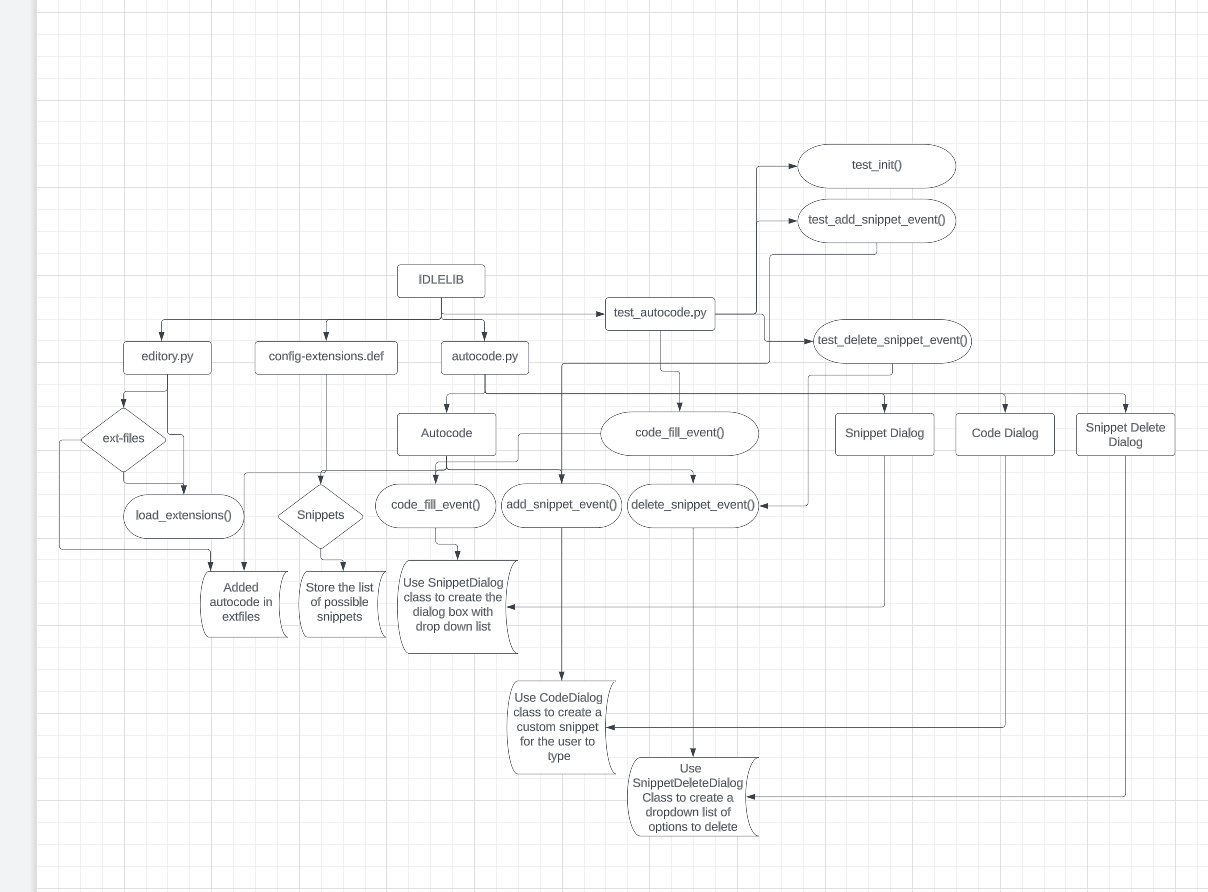 test_init()
test_add_snippet_event()
IDLELIB
test_autocode.py
editory.py
config-extensions.def
autocode.py
test_delete_snippet_event()
ext-files
Autocode
code_fill_event()
Snippet Dialog
Code Dialog
Snippet Delete
Dialog
load_extensions()
Snippets
code_fill_event()
add_snippet_event()
delete_snippet_event()
Added
autocode in
extfiles
Store the list
of possible
snippets
Use SnippetDialog
class to create the
dialog box with
drop down list
Use CodeDialog
class to create a
custom snippet
for the user to
type
Use
SnippetDeleteDialog
Class to create a
dropdown list of
options to delete